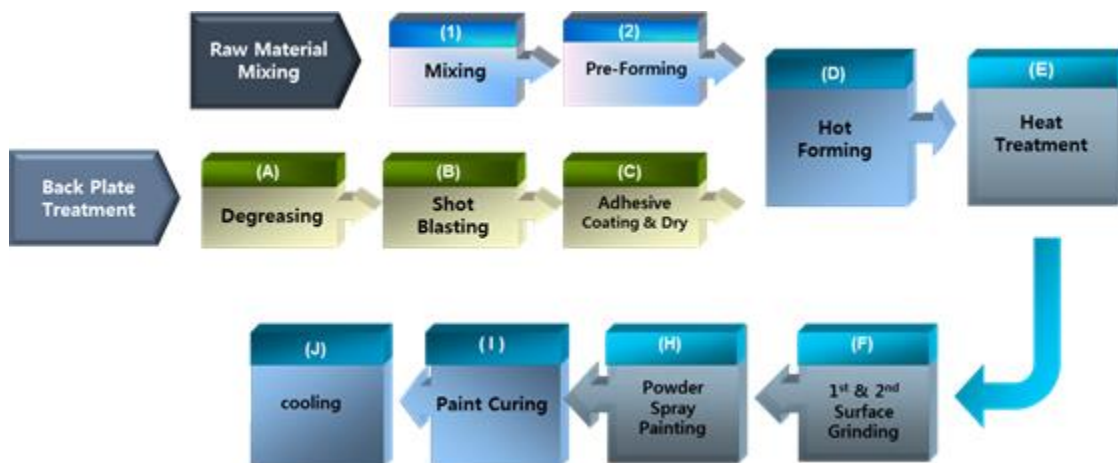 Raw Material
Mixing
(1)
Mixing
(2)
Pre-Forming
(D)
Hot
Forming
(E)
Heat
Treatment
Back Plate
Treatment
(A)
Degreasing
(B)
Shot
Blasting
(C)
Adhesive
Coating & Dry
(J)
cooling
(I)
Paint Curing
(H)
Powder
Spray
Painting
(F)
1st & 2nd
Surface
Grinding